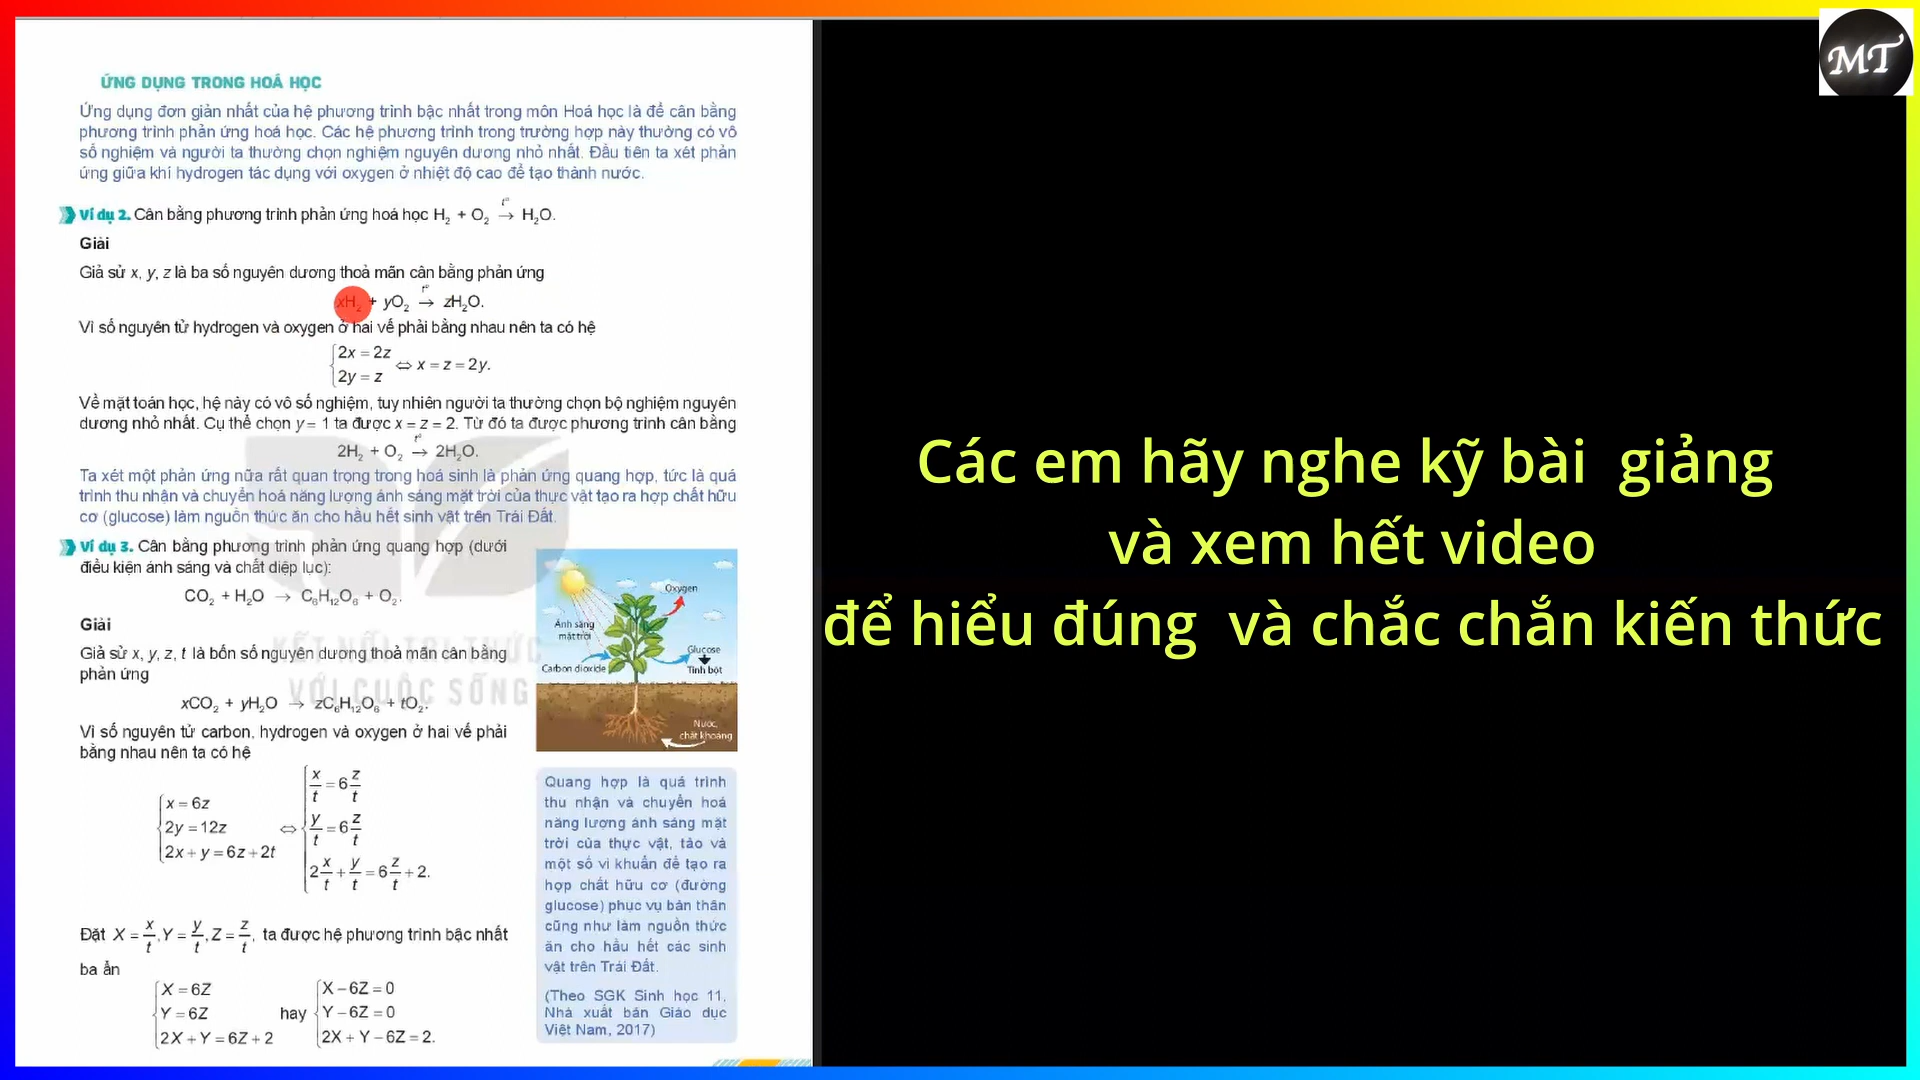 ỨNG DỤNG TRONG HOÁ HỌC
Ứng dụng đơn giản nhất của hệ phương trình bậc nhất trong môn Hoá học là để cân bằng
phương trình phản ứng hoá học. Các hệ phương trình trong trường hợp này thường có vô
số nghiệm và người ta thường chọn nghiệm nguyên dương nhỏ nhất. Đầu tiên ta xét phản
ứng giữa khí hydrogen tác dụng với oxygen ở nhiệt độ cao để tạo thành nước.
Ví dụ 2. Cân bằng phương trình phản ứng hoá học H₂ + O₂ →(t°) H₂O.
Giải
Giả sử x, y, z là ba số nguyên dương thoả mãn cân bằng phản ứng
xH₂ + yO₂ →(t°) zH₂O.
Vì số nguyên tử hydrogen và oxygen ở hai vế phải bằng nhau nên ta có hệ
{2x = 2z
2y = z ⇔ x = z = 2y.
Về mặt toán học, hệ này có vô số nghiệm, tuy nhiên người ta thường chọn bộ nghiệm nguyên
dương nhỏ nhất. Cụ thể chọn y = 1 ta được x = z = 2. Từ đó ta được phương trình cân bằng
2H₂ + O₂ →(t°) 2H₂O.
Ta xét một phản ứng nữa rất quan trọng trong hoá sinh là phản ứng quang hợp, tức là quá
trình thu nhận và chuyển hoá năng lượng ánh sáng mặt trời của thực vật tạo ra hợp chất hữu
cơ (glucose) làm nguồn thức ăn cho hầu hết sinh vật trên Trái Đất.
Ví dụ 3. Cân bằng phương trình phản ứng quang hợp (dưới
điều kiện ánh sáng và chất diệp lục):
CO₂ + H₂O → C₆H₁₂O₆ + O₂.
Giải
Giả sử x, y, z, t là bốn số nguyên dương thoả mãn cân bằng
phản ứng
xCO₂ + yH₂O → zC₆H₁₂O₆ + tO₂.
Vì số nguyên tử carbon, hydrogen và oxygen ở hai vế phải
bằng nhau nên ta có hệ
{x = 6z
2y = 12z
2x + y = 6z + 2t
⇔
{x/t = 6 z/t
y/t = 6 z/t
2 x/t + y/t = 6 z/t + 2.
Đặt X = x/t, Y = y/t, Z = z/t, ta được hệ phương trình bậc nhất
ba ẩn
{X = 6Z
Y = 6Z
2X + Y = 6Z + 2
hay
{X – 6Z = 0
Y – 6Z = 0
2X + Y – 6Z = 2.
Oxygen
Ánh sáng
mặt trời
Glucose
Carbon dioxide
Tinh bột
Nước,
chất khoáng
Quang hợp là quá trình
thu nhận và chuyển hoá
năng lượng ánh sáng mặt
trời của thực vật, tảo và
một số vi khuẩn để tạo ra
hợp chất hữu cơ (đường
glucose) phục vụ bản thân
cũng như làm nguồn thức
ăn cho hầu hết các sinh
vật trên Trái Đất.
(Theo SGK Sinh học 11,
Nhà xuất bản Giáo dục
Việt Nam, 2017)
KẾT NỐI TRI THỨC
VỚI CUỘC SỐNG
MT
Các em hãy nghe kỹ bài giảng
và xem hết video
để hiểu đúng và chắc chắn kiến thức